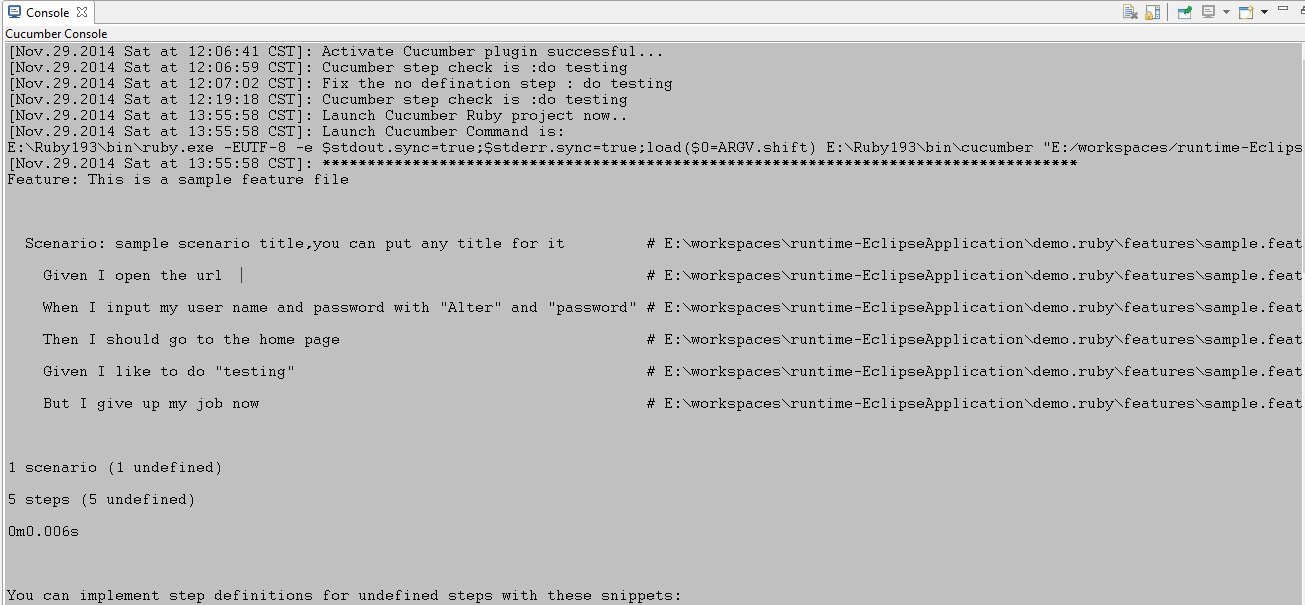 Console
Cucumber Console
[Nov.29.2014 Sat at 12:06:41 CST]: Activate Cucumber plugin successful...
[Nov.29.2014 Sat at 12:06:59 CST]: Cucumber step check is :do testing
[Nov.29.2014 Sat at 12:07:02 CST]: Fix the no defination step : do testing
[Nov.29.2014 Sat at 12:19:18 CST]: Cucumber step check is :do testing
[Nov.29.2014 Sat at 13:55:58 CST]: Launch Cucumber Ruby project now..
[Nov.29.2014 Sat at 13:55:58 CST]: Launch Cucumber Command is:
E:\Ruby193\bin\ruby.exe -EUTF-8 -e $stdout.sync=true;$stderr.sync=true;load($0=ARGV.shift) E:\Ruby193\bin\cucumber "E:/workspaces/runtime-Eclips
[Nov.29.2014 Sat at 13:55:58 CST]: ************************************************************************************
Feature: This is a sample feature file
Scenario: sample scenario title,you can put any title for it # E:\workspaces\runtime-EclipseApplication\demo.ruby\features\sample.feat
Given I open the url # E:\workspaces\runtime-EclipseApplication\demo.ruby\features\sample.feat
When I input my user name and password with "Alter" and "password" # E:\workspaces\runtime-EclipseApplication\demo.ruby\features\sample.feat
Then I should go to the home page # E:\workspaces\runtime-EclipseApplication\demo.ruby\features\sample.feat
Given I like to do "testing" # E:\workspaces\runtime-EclipseApplication\demo.ruby\features\sample.feat
But I give up my job now # E:\workspaces\runtime-EclipseApplication\demo.ruby\features\sample.feat
1 scenario (1 undefined)
5 steps (5 undefined)
0m0.006s
You can implement step definitions for undefined steps with these snippets: